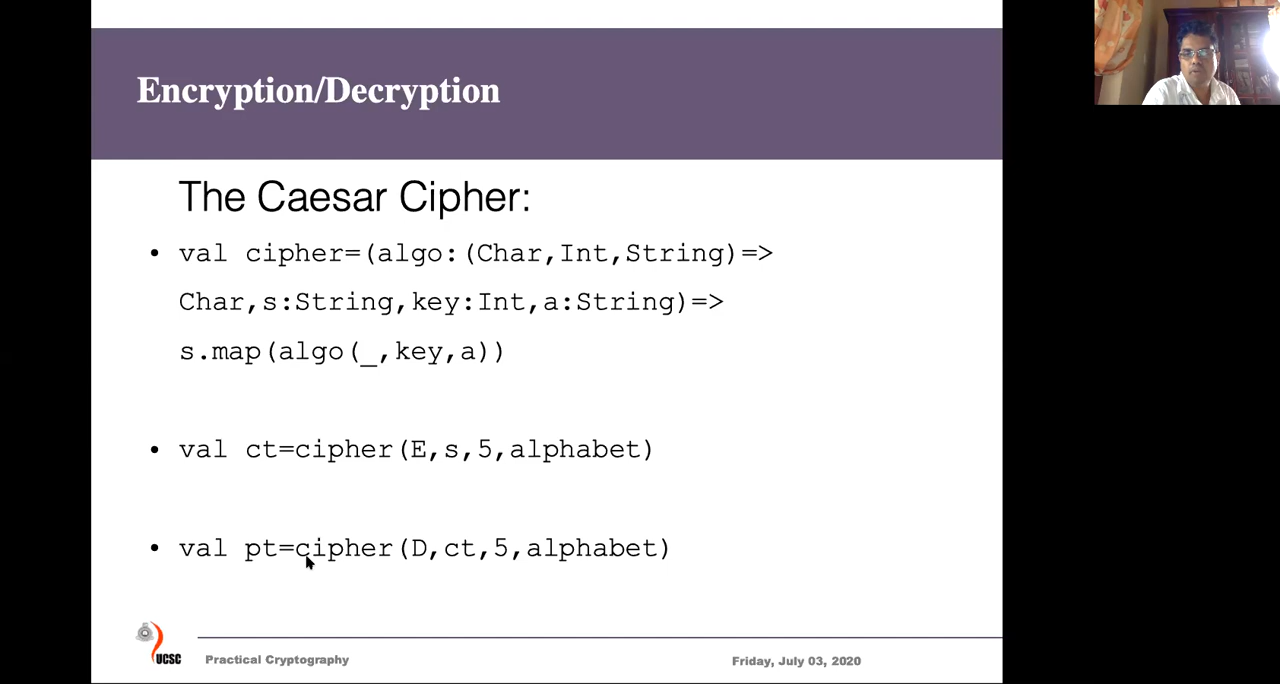 Encryption/Decryption
The Caesar Cipher:
• val cipher=(algo:(Char,Int,String)=>
Char,s:String,key:Int,a:String)=>
s.map(algo(_,key,a))
• val ct=cipher(E,s,5,alphabet)
• val pt=cipher(D,ct,5,alphabet)
UCSC
Practical Cryptography
Friday, July 03, 2020